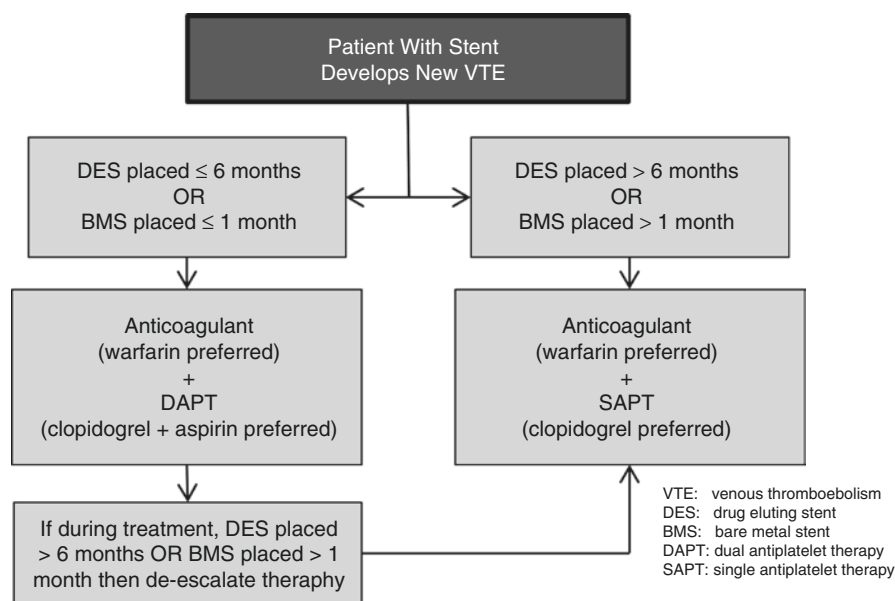 Patient With Stent
Develops New VTE
DES placed ≤ 6 months
OR
BMS placed ≤ 1 month
DES placed > 6 months
OR
BMS placed > 1 month
Anticoagulant
(warfarin preferred)
+
DAPT
(clopidogrel + aspirin preferred)
Anticoagulant
(warfarin preferred)
+
SAPT
(clopidogrel preferred)
If during treatment, DES placed
> 6 months OR BMS placed > 1
month then de-escalate theraphy
VTE: venous thromboebolism
DES: drug eluting stent
BMS: bare metal stent
DAPT: dual antiplatelet therapy
SAPT: single antiplatelet therapy